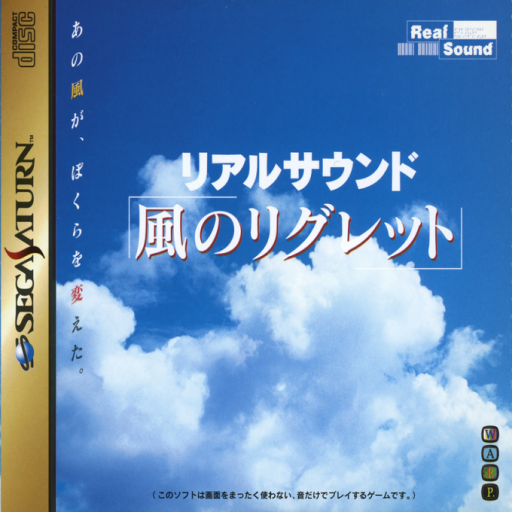 COMPACT
disc
SEGA SATURN™
あの風が、ぼくらを変えた。
Real
Sound
リアルサウンド
「風のリグレット」
WARP
(このソフトは画面をまったく使わない、音だけでプレイするゲームです。)